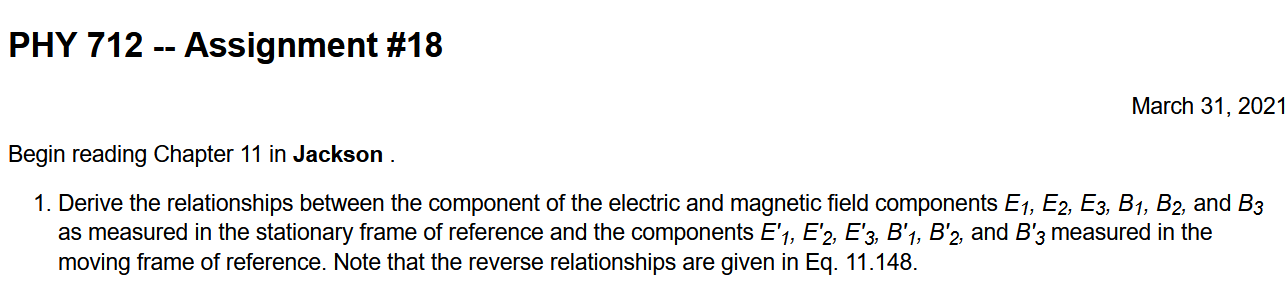 PHY 712 -- Assignment #18
March 31, 2021
Begin reading Chapter 11 in Jackson .
1. Derive the relationships between the component of the electric and magnetic field components E1, E2, E3, B1, B2, and B3
as measured in the stationary frame of reference and the components E'1, E'2, E'3, B'1, B'2, and B'3 measured in the
moving frame of reference. Note that the reverse relationships are given in Eq. 11.148.